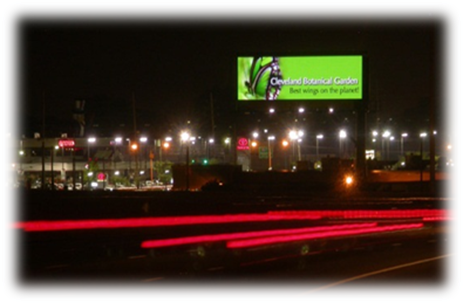 Cleveland Botanical Garden
Best wings on the planet!